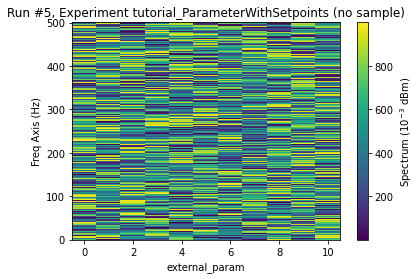 Run #5, Experiment tutorial_ParameterWithSetpoints (no sample)
500
400
300
200
100
0
Freq Axis (Hz)
0 2 4 6 8 10
external_param
800
600
400
200
Spectrum (10⁻³ dBm)